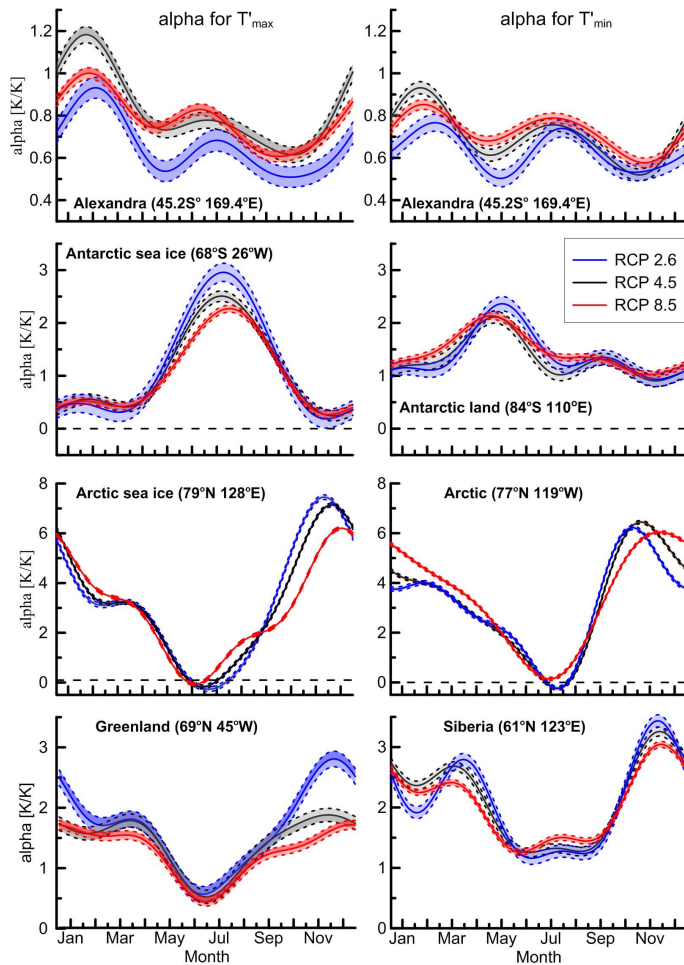 alpha for T'max
alpha for T'min
1.2
1
0.8
0.6
0.4
alpha [K/K]
Alexandra (45.2S° 169.4°E)
1.2
1
0.8
0.6
0.4
Alexandra (45.2S° 169.4°E)
Antarctic sea ice (68°S 26°W)
3
2
1
0
alpha [K/K]
RCP 2.6
RCP 4.5
RCP 8.5
3
2
1
0
Antarctic land (84°S 110°E)
Arctic sea ice (79°N 128°E)
8
6
4
2
0
alpha [K/K]
Arctic (77°N 119°W)
8
6
4
2
0
Greenland (69°N 45°W)
3
2
1
0
alpha [K/K]
Jan Mar May Jul Sep Nov
Month
Siberia (61°N 123°E)
3
2
1
0
Jan Mar May Jul Sep Nov
Month